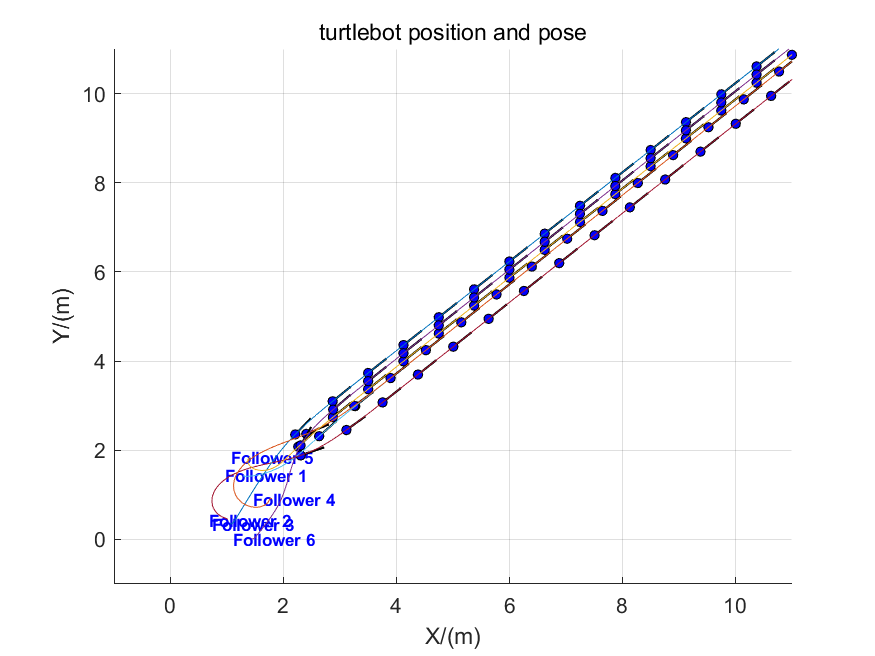 turtlebot position and pose
Y/(m)
10
8
6
4
2
0
Follower 5
Follower 1
Follower 4
Follower 2
Follower 3
Follower 6
0
2
4
6
8
10
X/(m)